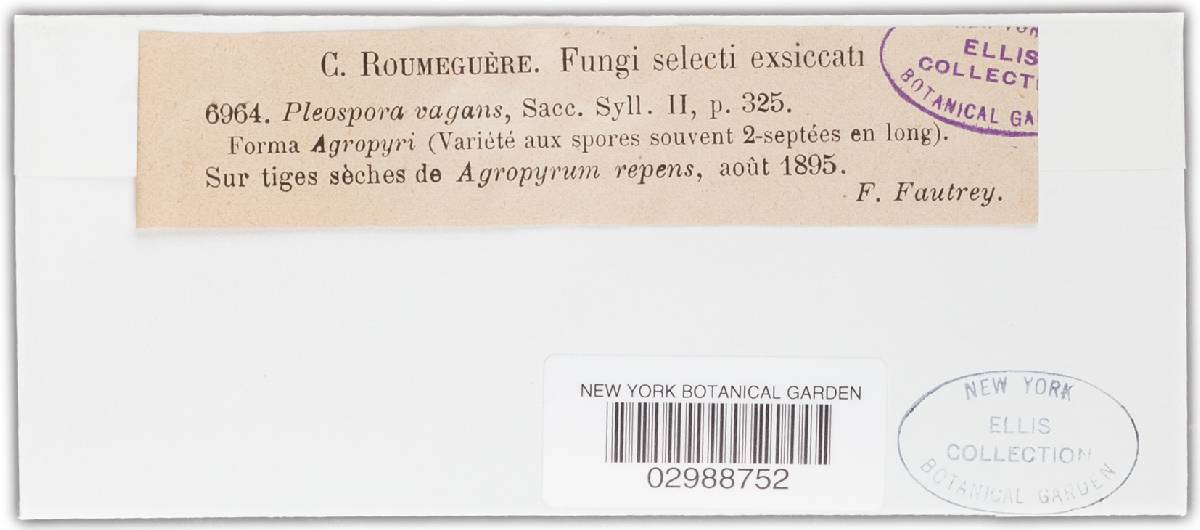 C. ROUMEGUÈRE. Fungi selecti exsiccati
6964. Pleospora vagans, Sacc. Syll. II, p. 325.
Forma Agropyri (Variété aux spores souvent 2-septées en long).
Sur tiges sèches de Agropyrum repens, août 1895.
F. Fautrey.
ELLIS
COLLECT
BOTANICAL GA
NEW YORK BOTANICAL GARDEN
02988752
NEW YORK
ELLIS
COLLECTION
BOTANICAL GARDEN